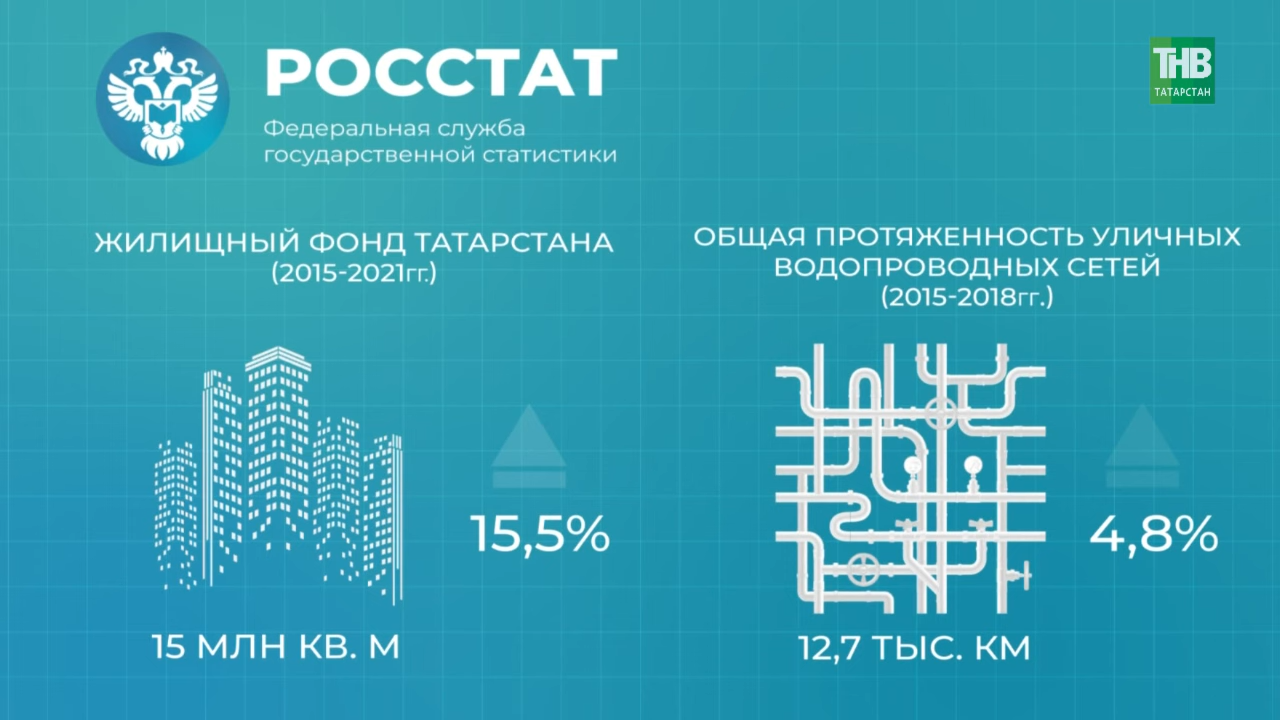 РОССТАТ
Федеральная служба
государственной статистики
ТНВ
ТАТАРСТАН
ЖИЛИЩНЫЙ ФОНД ТАТАРСТАНА
(2015-2021гг.)
15,5%
15 МЛН КВ. М
ОБЩАЯ ПРОТЯЖЕННОСТЬ УЛИЧНЫХ
ВОДОПРОВОДНЫХ СЕТЕЙ
(2015-2018гг.)
4,8%
12,7 ТЫС. КМ